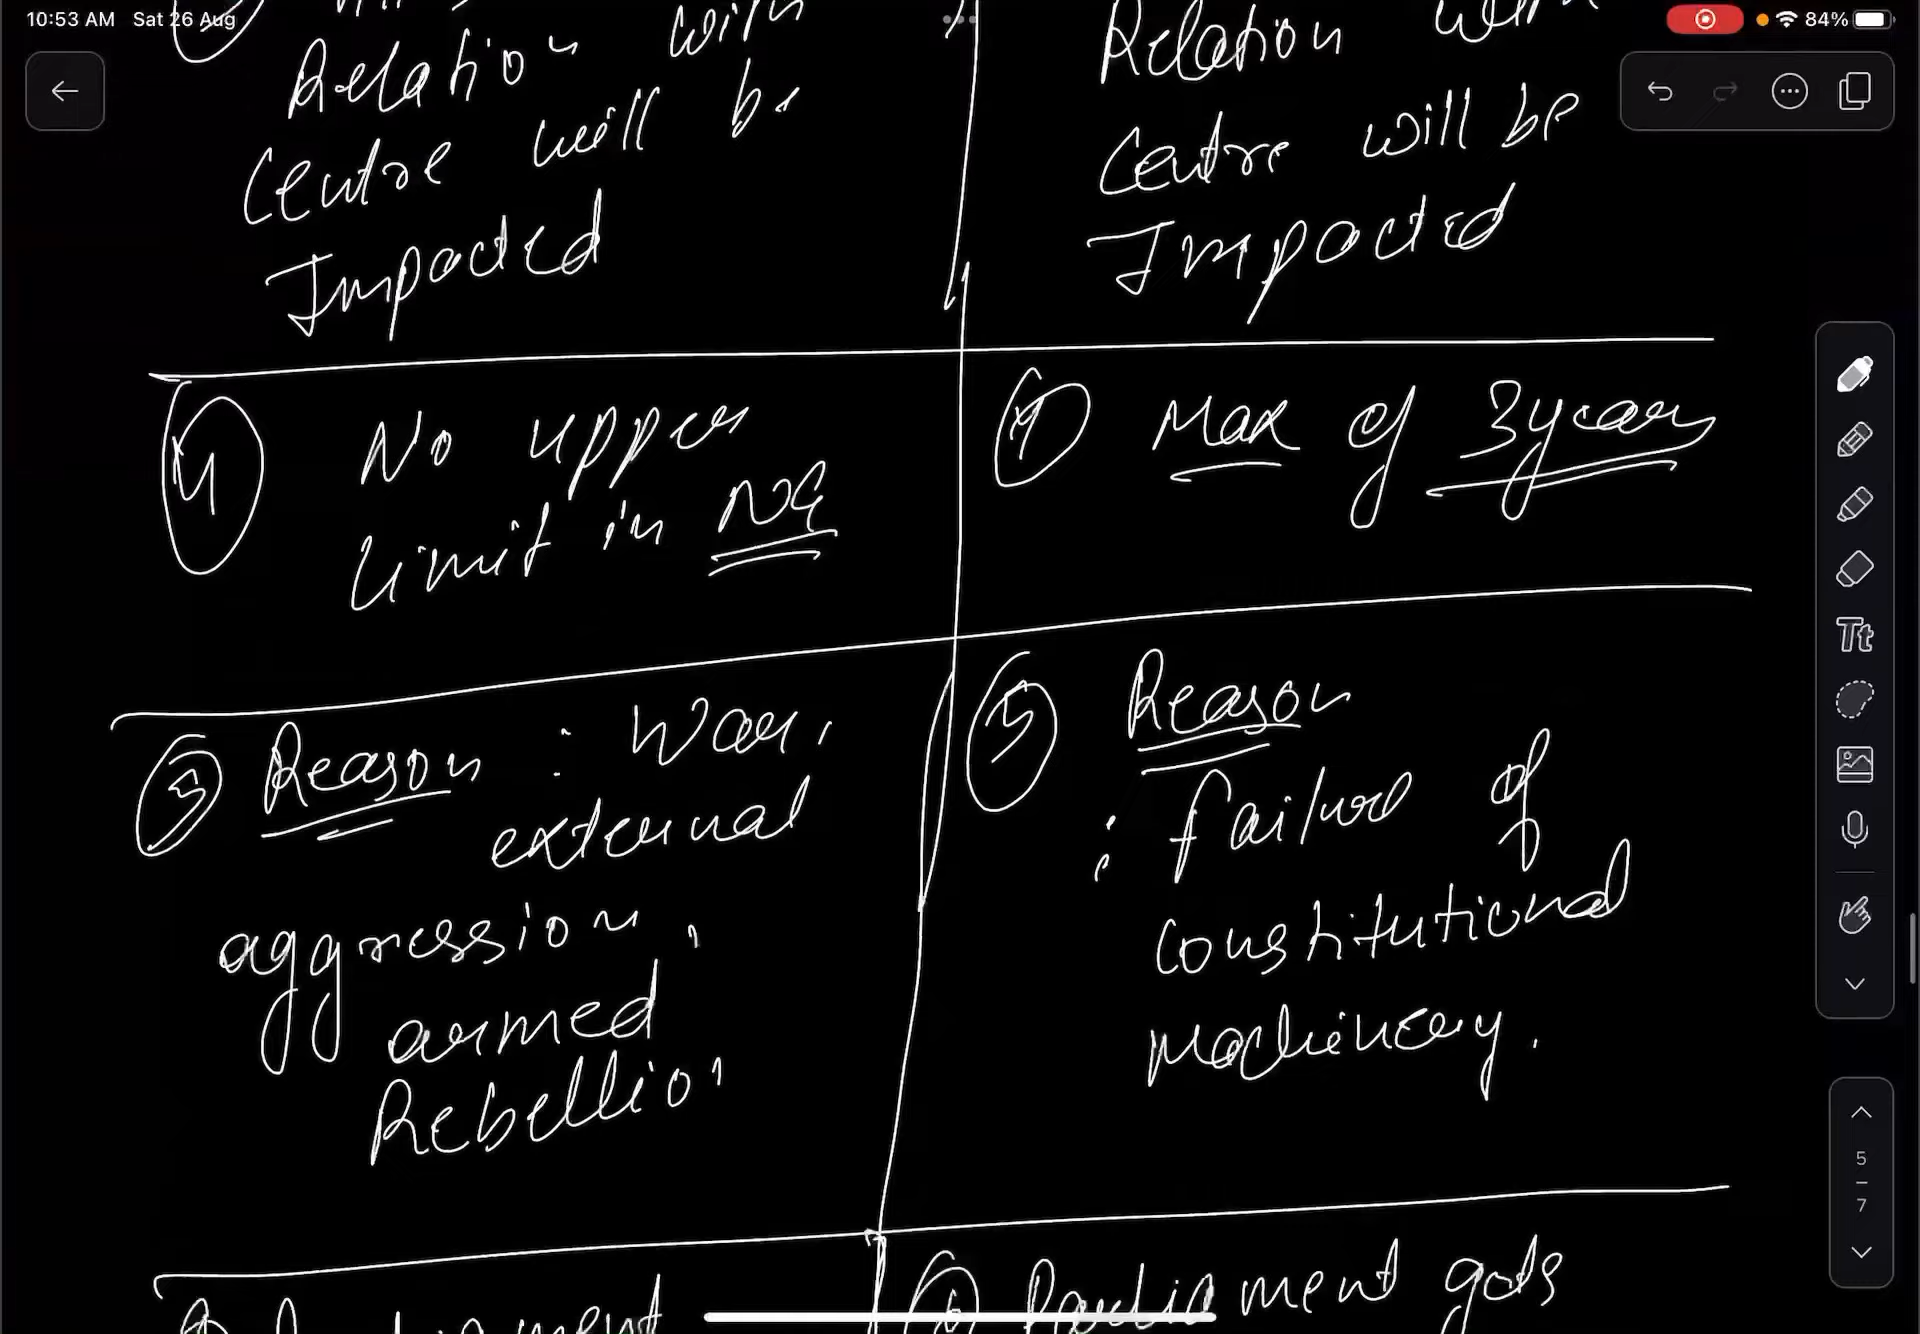 10:53 AM Sat 26 Aug
84%
Relation with
Centre will be
Impacted
Relation with
Centre will be
Impacted
4 No upper
limit in NE
4 Max of 3 years
5 Reason : War,
external
aggression,
armed
Rebellion
5 Reason
: failure of
constitutional
machinery.
6 Parliament gets
Tt
5
7